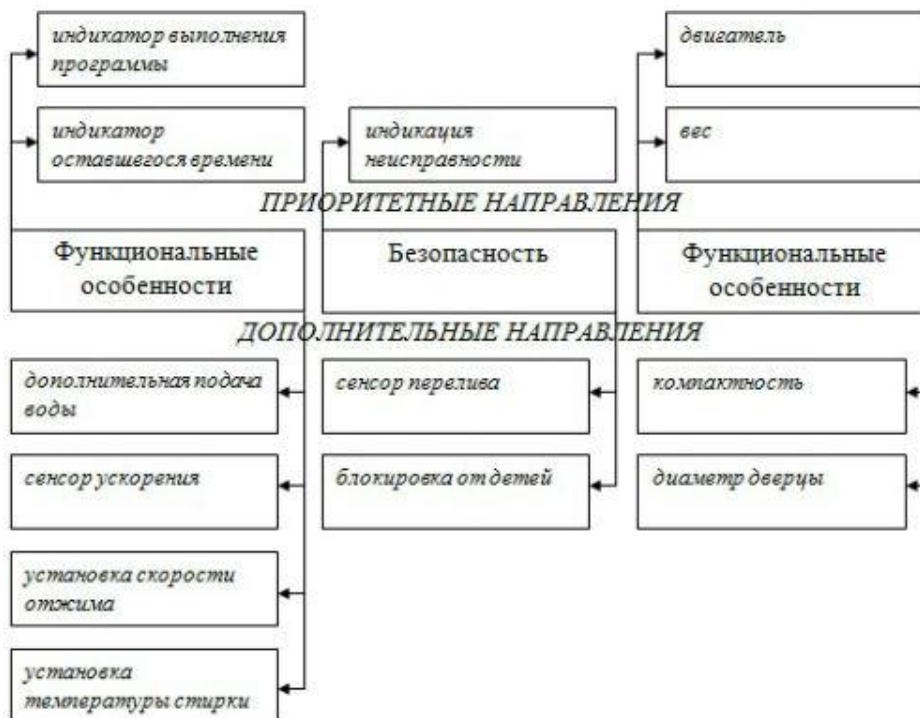 индикатор выполнения
программы
двигатель
индикатор
оставшегося времени
индикация
неисправности
вес
ПРИОРИТЕТНЫЕ НАПРАВЛЕНИЯ
Функциональные
особенности
Безопасность
Функциональные
особенности
ДОПОЛНИТЕЛЬНЫЕ НАПРАВЛЕНИЯ
дополнительная подача
воды
сенсор перелива
компактность
сенсор ускорения
блокировка от детей
диаметр дверцы
установка скорости
отжима
установка
температуры стирки